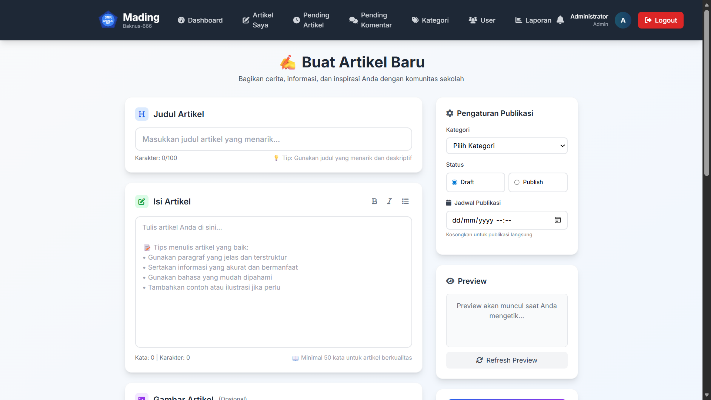 Mading
Baknus-666
Dashboard
Artikel Saya
Pending Artikel
Pending Komentar
Kategori
User
Laporan
Administrator
Admin
A
Logout
✍️ Buat Artikel Baru
Bagikan cerita, informasi, dan inspirasi Anda dengan komunitas sekolah
Judul Artikel
Masukkan judul artikel yang menarik...
Karakter: 0/100
💡 Tip: Gunakan judul yang menarik dan deskriptif
Isi Artikel
Tulis artikel Anda di sini...
📝 Tips menulis artikel yang baik:
• Gunakan paragraf yang jelas dan terstruktur
• Sertakan informasi yang akurat dan bermanfaat
• Gunakan bahasa yang mudah dipahami
• Tambahkan contoh atau ilustrasi jika perlu
Kata: 0 | Karakter: 0
📖 Minimal 50 kata untuk artikel berkualitas
Gambar Artikel (Opsional)
Pengaturan Publikasi
Kategori
Pilih Kategori
Status
Draft
Publish
Jadwal Publikasi
dd/mm/yyyy --:--
Kosongkan untuk publikasi langsung
Preview
Preview akan muncul saat Anda mengetik...
Refresh Preview